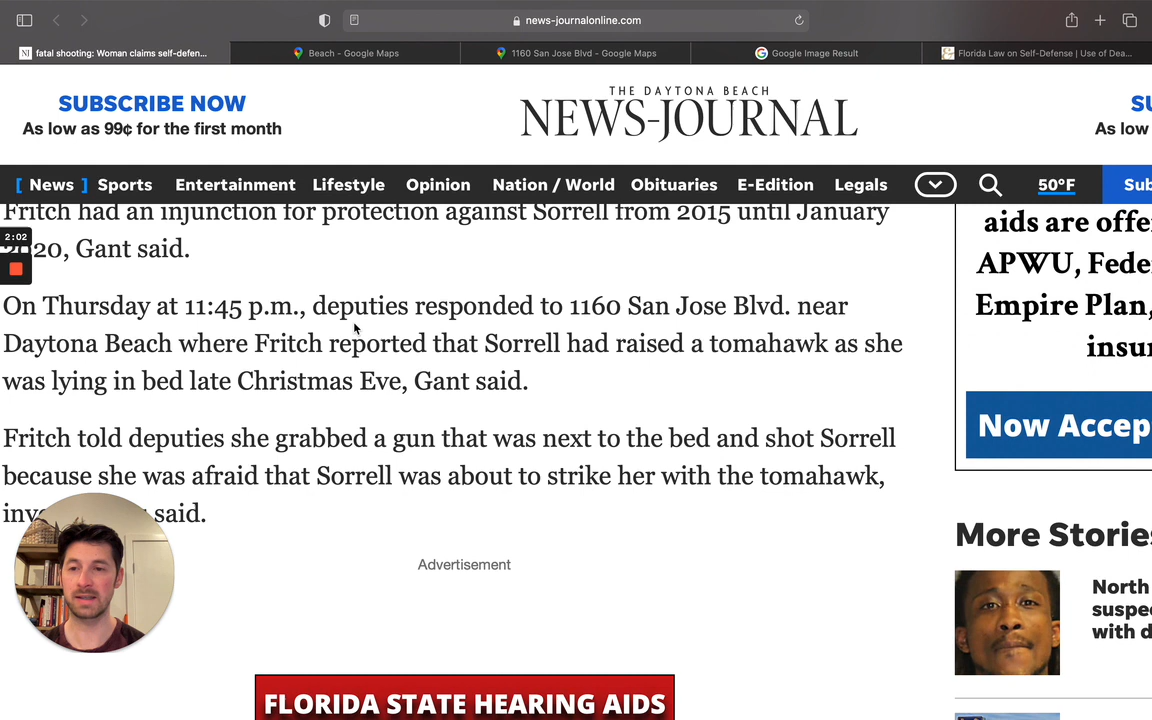 news-journalonline.com
fatal shooting: Woman claims self-defen...
Beach - Google Maps
1160 San Jose Blvd - Google Maps
Google Image Result
Florida Law on Self-Defense | Use of Dea...
SUBSCRIBE NOW
As low as 99¢ for the first month
THE DAYTONA BEACH
NEWS-JOURNAL
SU
As low
[ News ] Sports Entertainment Lifestyle Opinion Nation / World Obituaries E-Edition Legals 50°F Sub
Fritch had an injunction for protection against Sorrell from 2015 until January
2:02
2020, Gant said.
On Thursday at 11:45 p.m., deputies responded to 1160 San Jose Blvd. near
Daytona Beach where Fritch reported that Sorrell had raised a tomahawk as she
was lying in bed late Christmas Eve, Gant said.
Fritch told deputies she grabbed a gun that was next to the bed and shot Sorrell
because she was afraid that Sorrell was about to strike her with the tomahawk,
said.
Advertisement
FLORIDA STATE HEARING AIDS
aids are offe
APWU, Fede
Empire Plan,
insu
Now Accep
More Storie
North
suspe
with d